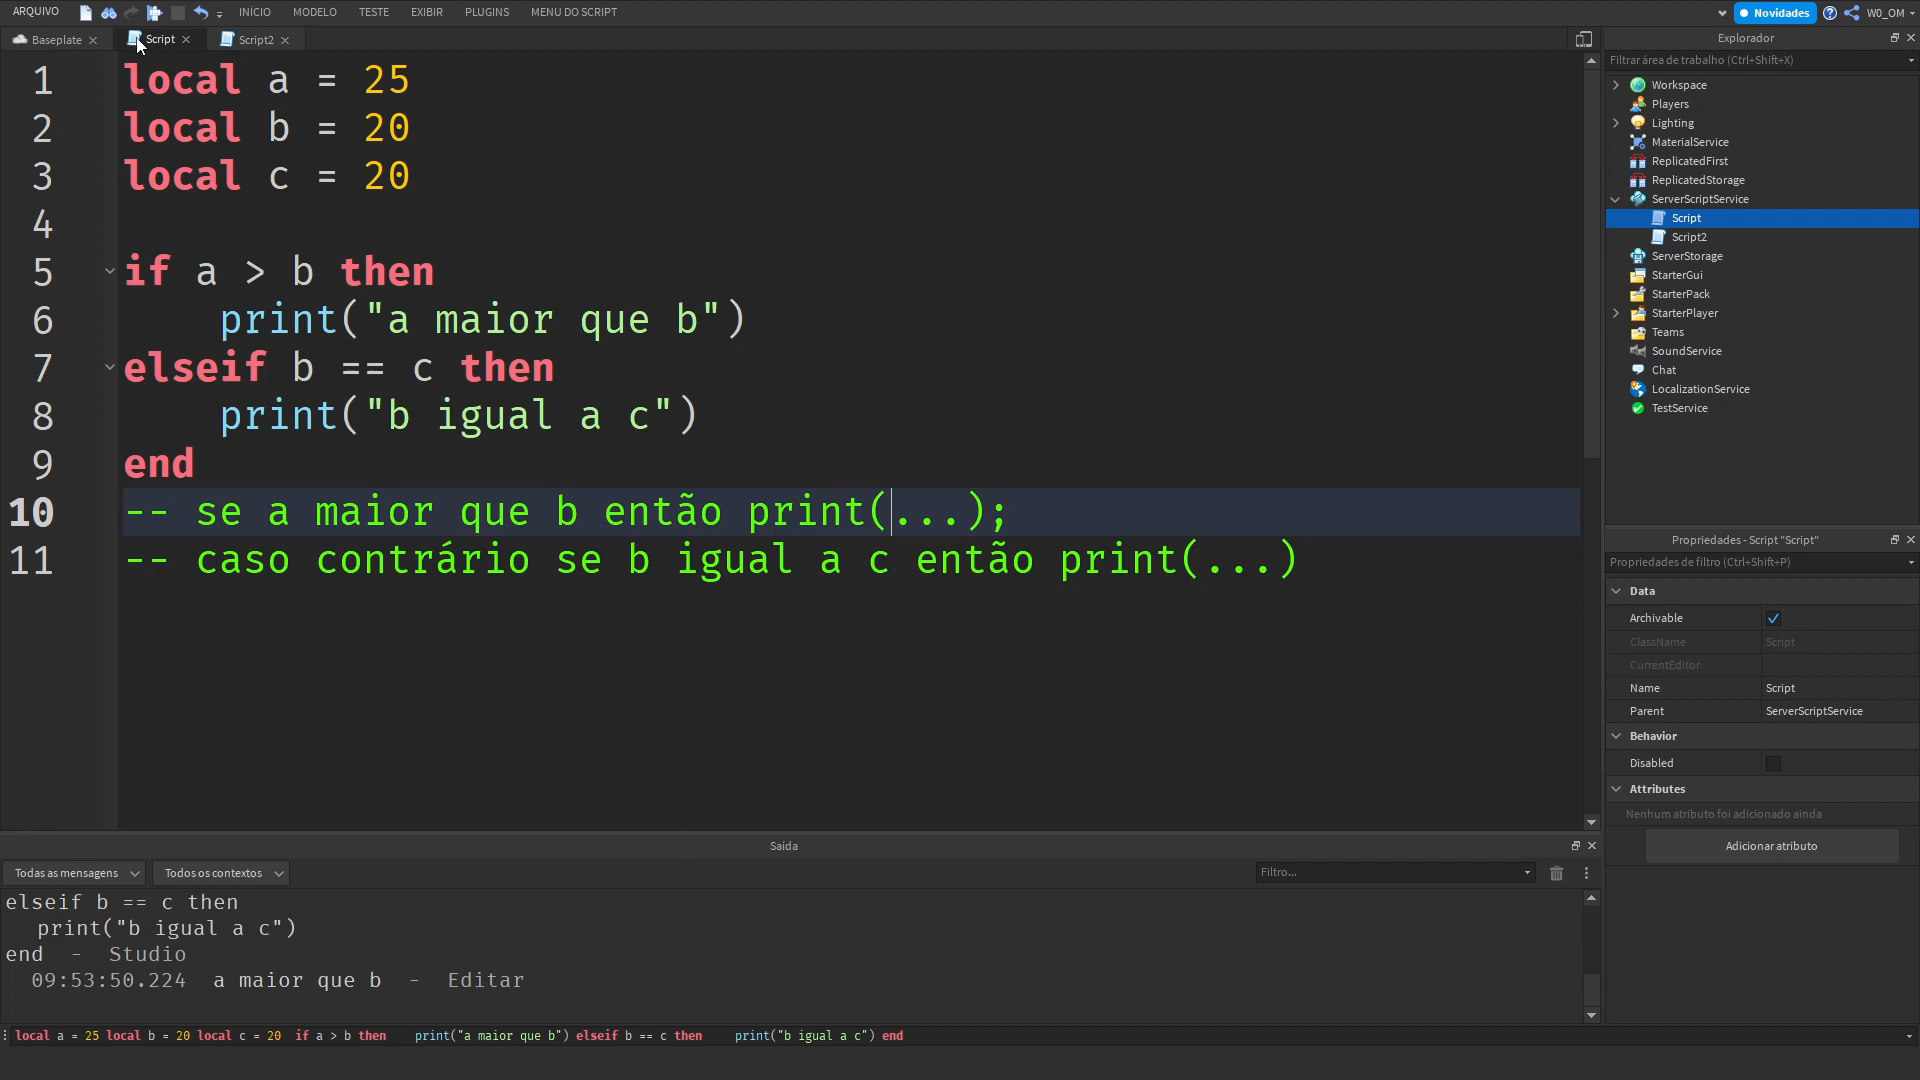 ARQUIVO INÍCIO MODELO TESTE EXIBIR PLUGINS MENU DO SCRIPT Novidades W0_OM
Baseplate Script Script2
1 local a = 25
2 local b = 20
3 local c = 20
4
5 if a > b then
6 print("a maior que b")
7 elseif b == c then
8 print("b igual a c")
9 end
10 -- se a maior que b então print(...);
11 -- caso contrário se b igual a c então print(...)
Explorador
Filtrar área de trabalho (Ctrl+Shift+X)
Workspace
Players
Lighting
MaterialService
ReplicatedFirst
ReplicatedStorage
ServerScriptService
Script
Script2
ServerStorage
StarterGui
StarterPack
StarterPlayer
Teams
SoundService
Chat
LocalizationService
TestService
Propriedades - Script "Script"
Propriedades de filtro (Ctrl+Shift+P)
Data
Archivable
ClassName Script
CurrentEditor
Name Script
Parent ServerScriptService
Behavior
Disabled
Attributes
Nenhum atributo foi adicionado ainda
Adicionar atributo
Saída
Todas as mensagens Todos os contextos Filtro...
elseif b == c then
print("b igual a c")
end - Studio
09:53:50.224 a maior que b - Editar
local a = 25 local b = 20 local c = 20 if a > b then print("a maior que b") elseif b == c then print("b igual a c") end